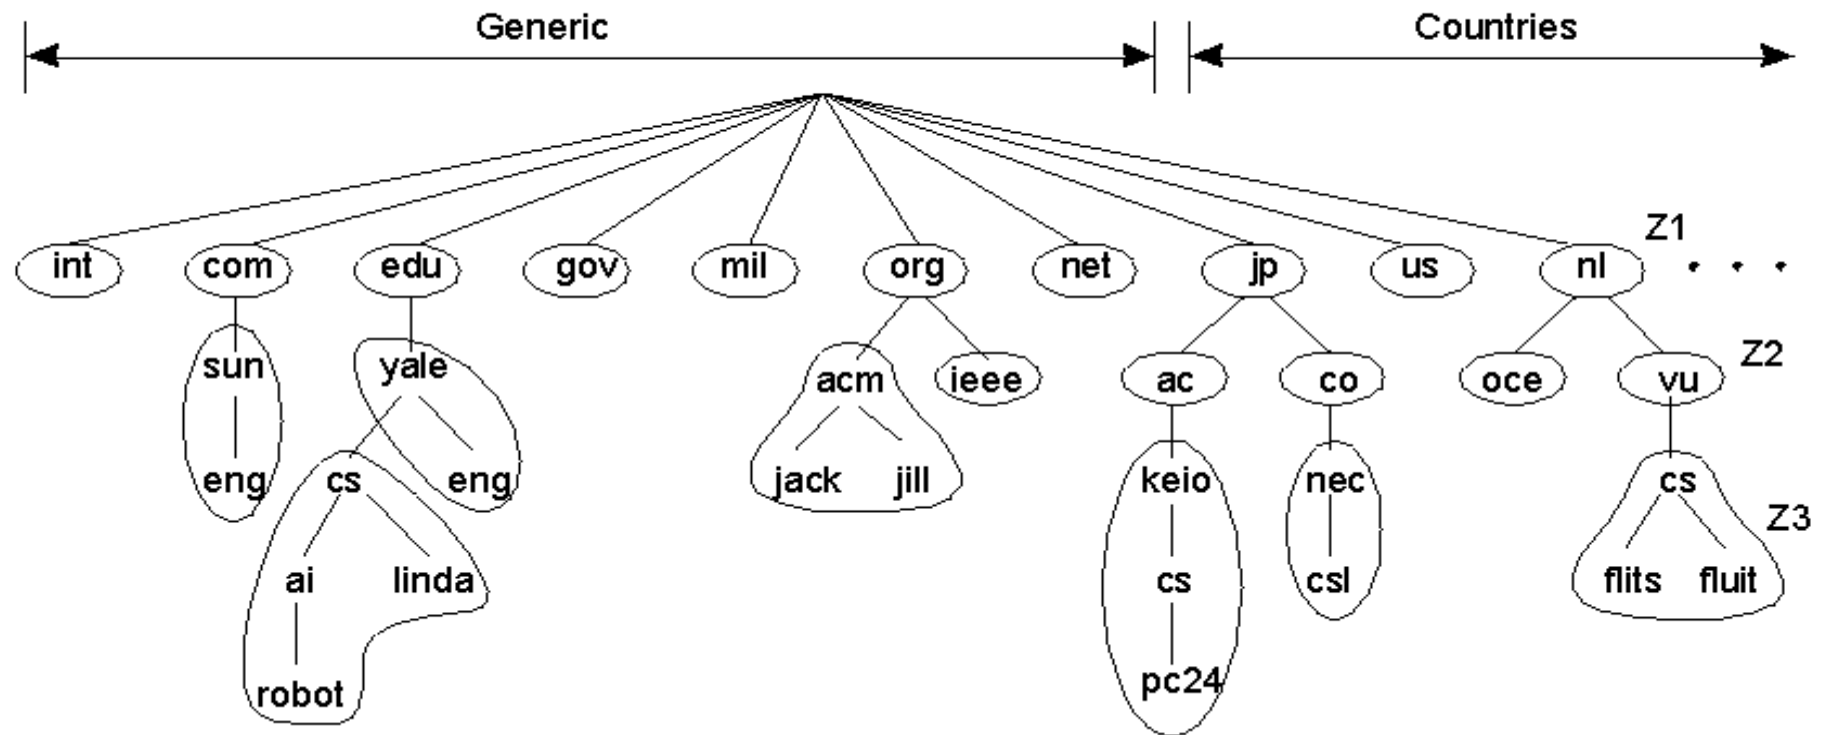 Generic Countries
Z1
int com edu gov mil org net jp us nl . . .
Z2
sun yale acm ieee ac co oce vu
eng cs eng jack jill keio nec cs
Z3
ai linda cs csl flits fluit
robot pc24